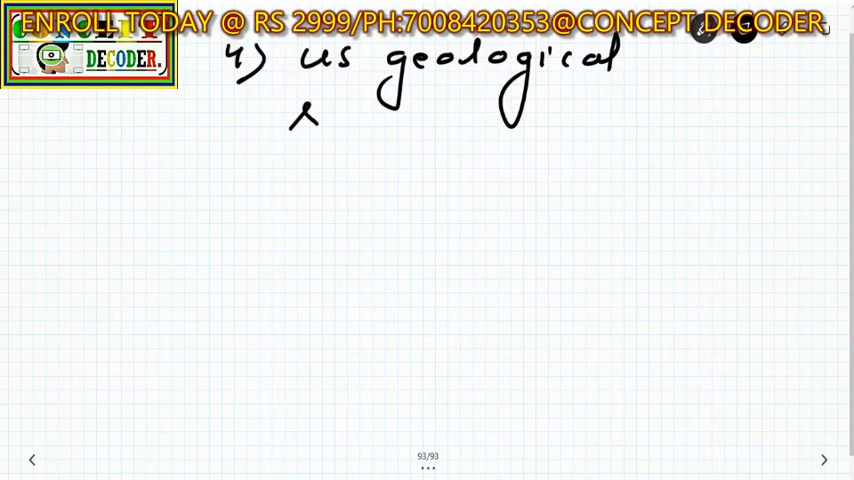 ENROLL TODAY @ RS 2999/PH:7008420353@CONCEPT DECODER
DECODER.
4) us geological
s
93/93